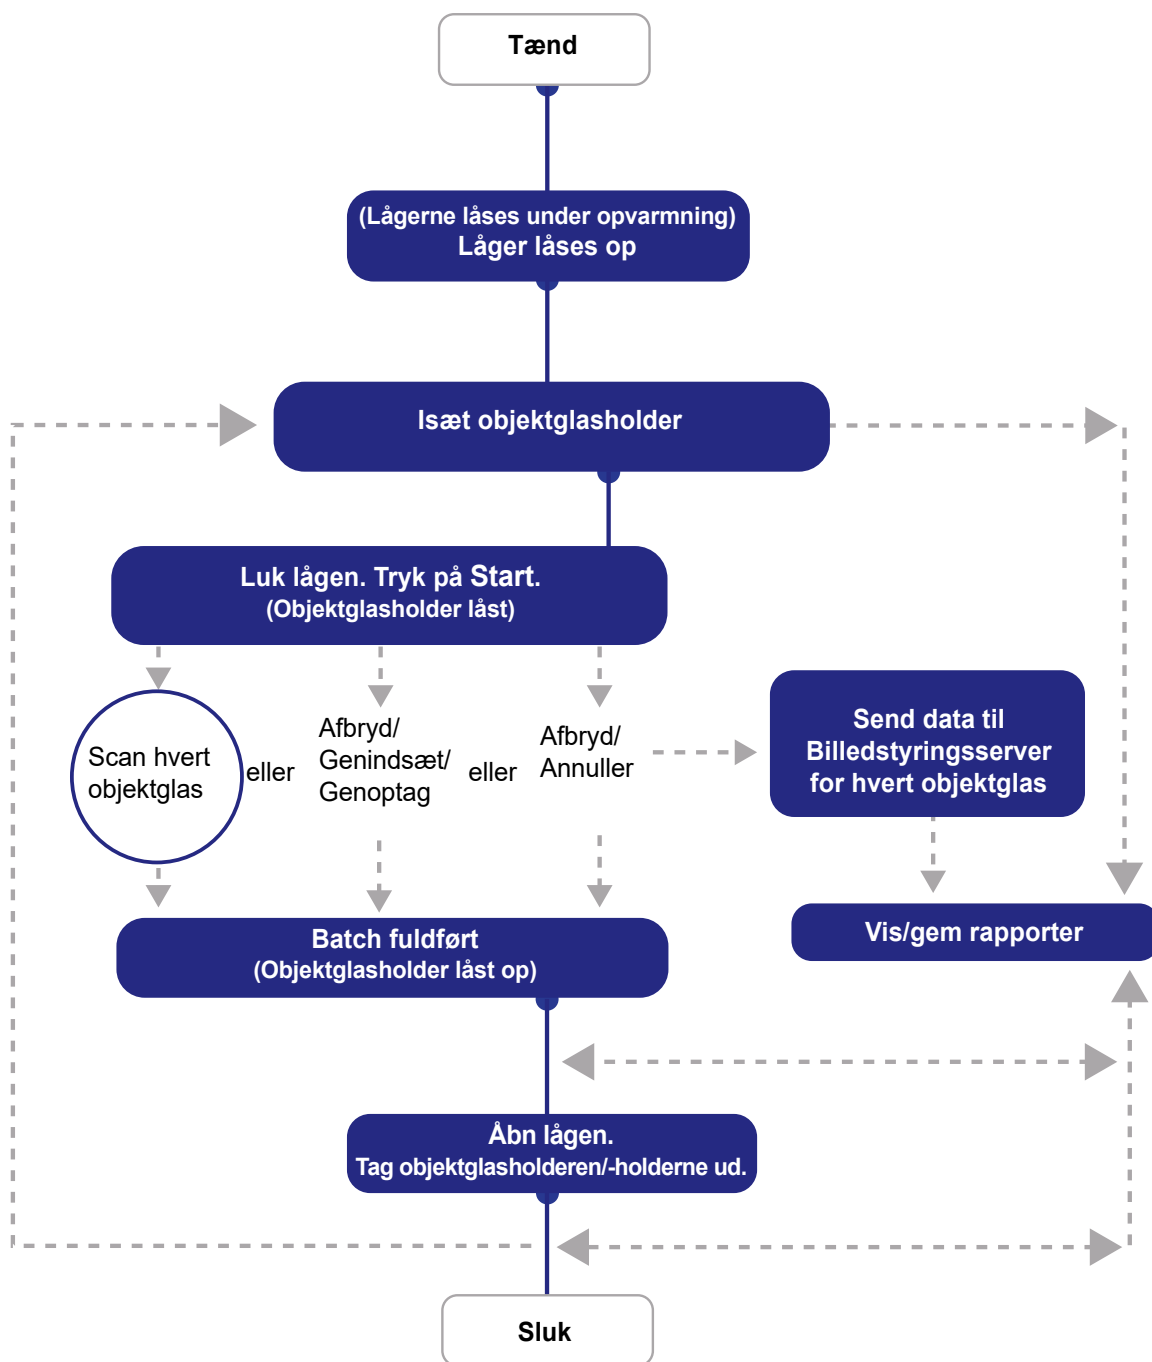 Tænd
(Lågerne låses under opvarmning)
Låger låses op
Isæt objektglasholder
Luk lågen. Tryk på Start.
(Objektglasholder låst)
Scan hvert
objektglas
eller
Afbryd/
Genindsæt/
Genoptag
eller
Afbryd/
Annuller
Send data til
Billedstyringsserver
for hvert objektglas
Batch fuldført
(Objektglasholder låst op)
Vis/gem rapporter
Åbn lågen.
Tag objektglasholderen/-holderne ud.
Sluk